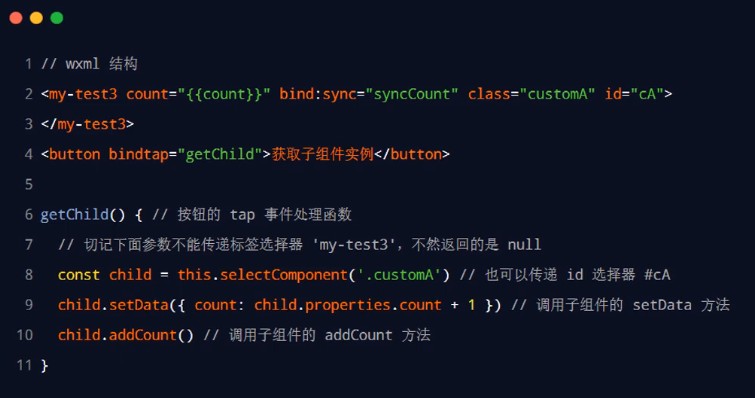 1 // wxml 结构
2 <my-test3 count="{{count}}" bind:sync="syncCount" class="customA" id="cA">
3 </my-test3>
4 <button bindtap="getChild">获取子组件实例</button>
5
6 getChild() { // 按钮的 tap 事件处理函数
7   // 切记下面参数不能传递标签选择器 'my-test3'，不然返回的是 null
8   const child = this.selectComponent('.customA') // 也可以传递 id 选择器 #cA
9   child.setData({ count: child.properties.count + 1 }) // 调用子组件的 setData 方法
10   child.addCount() // 调用子组件的 addCount 方法
11 }